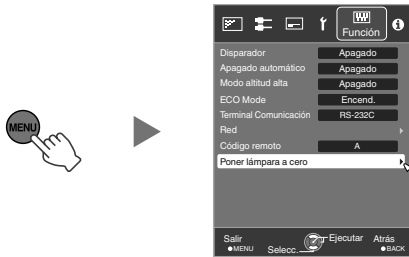 MENU
Función
Disparador Apagado
Apagado automático Apagado
Modo altitud alta Apagado
ECO Mode Encend.
Terminal Comunicación RS-232C
Red
Código remoto A
Poner lámpara a cero
Salir Ejecutar Atrás
MENU Selecc. BACK